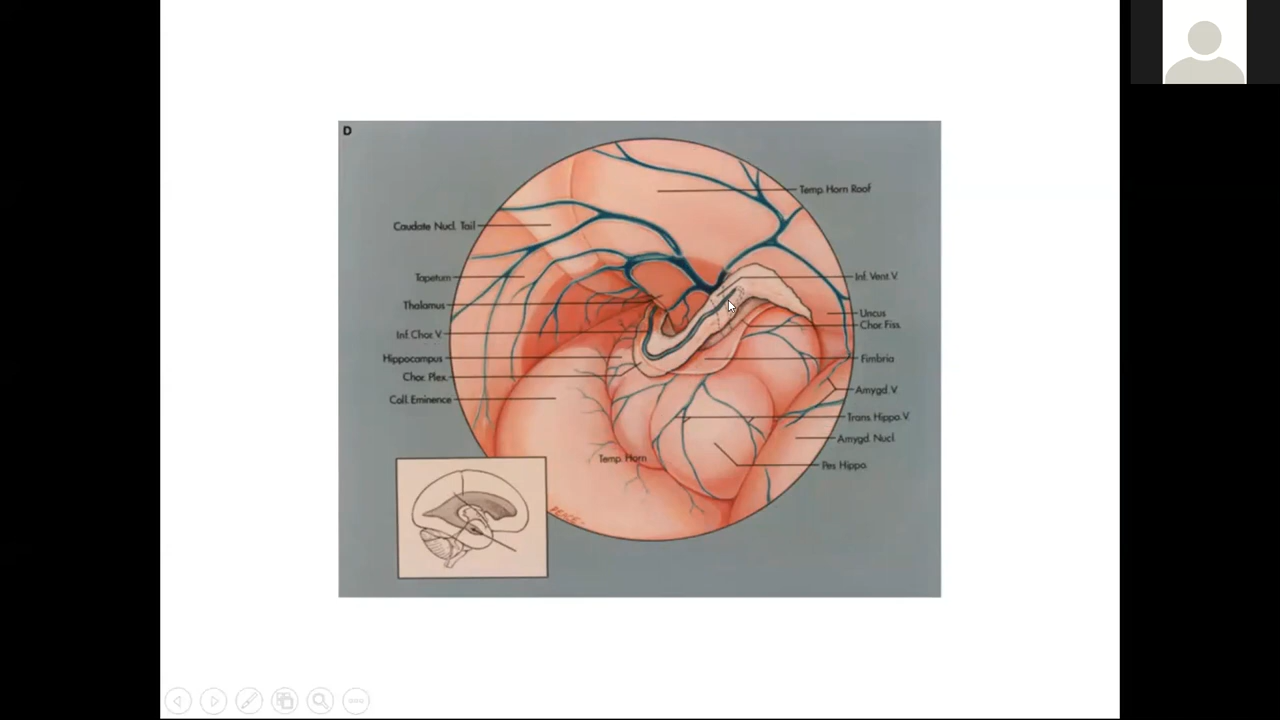 D
Temp. Horn Roof
Caudate Nucl. Tail
Tapetum
Inf. Vent V.
Thalamus
Uncus
Chor. Fiss.
Inf. Chor. V.
Hippocampus
Fimbria
Chor. Plex.
Amygd. V.
Coll. Eminence
Trans. Hippo. V.
Amygd. Nucl.
Temp. Horn
Pes Hippo.
PEACE